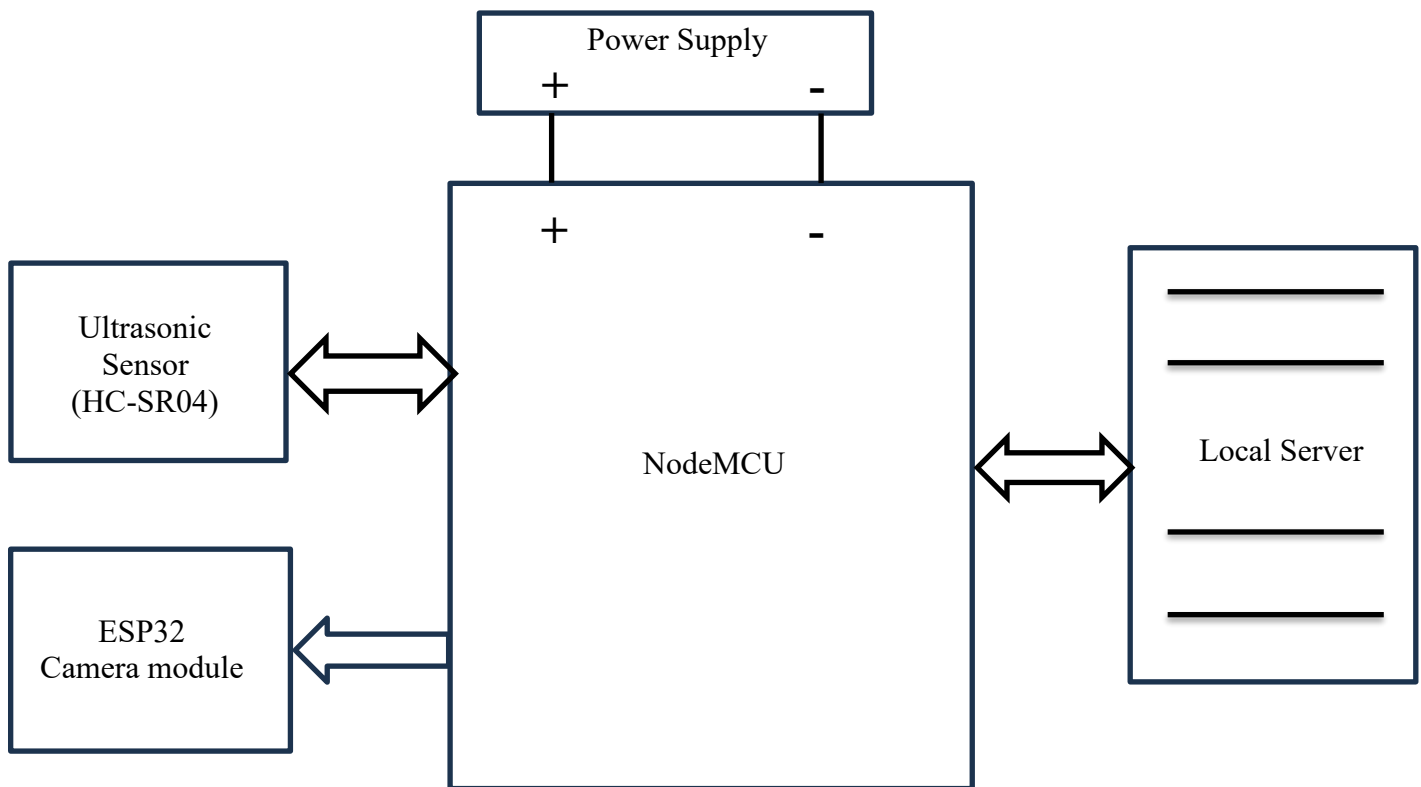 Power Supply
+ -
+ -
Ultrasonic
Sensor
(HC-SR04)
NodeMCU
Local Server
ESP32
Camera module